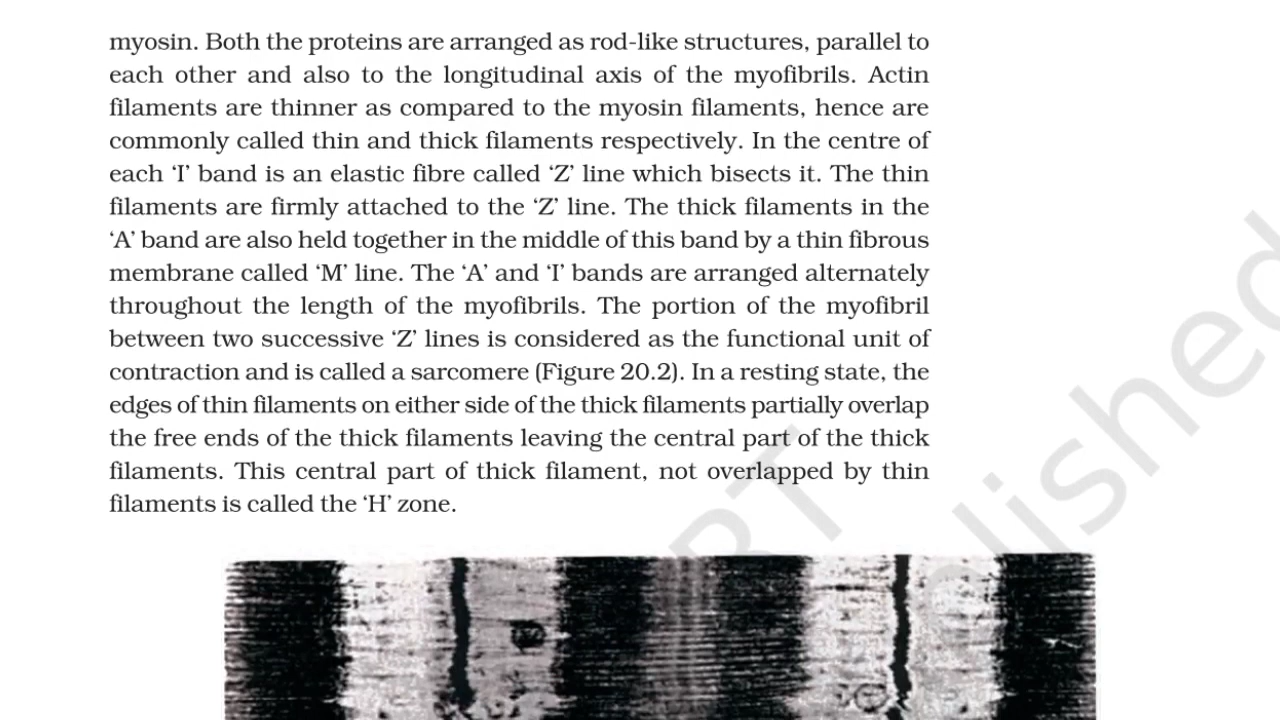 myosin. Both the proteins are arranged as rod-like structures, parallel to
each other and also to the longitudinal axis of the myofibrils. Actin
filaments are thinner as compared to the myosin filaments, hence are
commonly called thin and thick filaments respectively. In the centre of
each ‘I’ band is an elastic fibre called ‘Z’ line which bisects it. The thin
filaments are firmly attached to the ‘Z’ line. The thick filaments in the
‘A’ band are also held together in the middle of this band by a thin fibrous
membrane called ‘M’ line. The ‘A’ and ‘I’ bands are arranged alternately
throughout the length of the myofibrils. The portion of the myofibril
between two successive ‘Z’ lines is considered as the functional unit of
contraction and is called a sarcomere (Figure 20.2). In a resting state, the
edges of thin filaments on either side of the thick filaments partially overlap
the free ends of the thick filaments leaving the central part of the thick
filaments. This central part of thick filament, not overlapped by thin
filaments is called the ‘H’ zone.